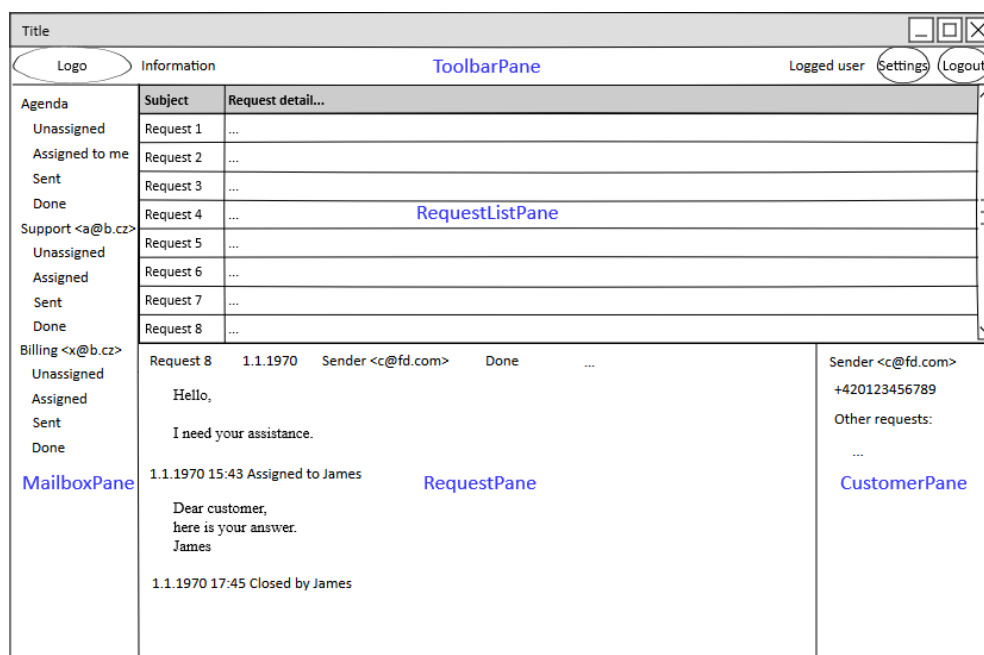 Title
Logo Information ToolbarPane Logged user Settings Logout
Agenda
Unassigned
Assigned to me
Sent
Done
Support <a@b.cz>
Unassigned
Assigned
Sent
Done
Billing <x@b.cz>
Unassigned
Assigned
Sent
Done
MailboxPane
Subject Request detail...
Request 1 ...
Request 2 ...
Request 3 ...
Request 4 ...
RequestListPane
Request 5 ...
Request 6 ...
Request 7 ...
Request 8 ...
Request 8 1.1.1970 Sender <c@fd.com> Done ...
Hello,
I need your assistance.
1.1.1970 15:43 Assigned to James
RequestPane
Dear customer,
here is your answer.
James
1.1.1970 17:45 Closed by James
Sender <c@fd.com>
+420123456789
Other requests:
...
CustomerPane